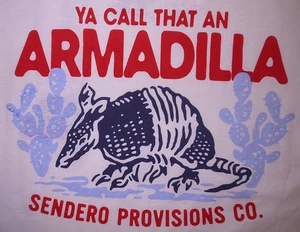 YA CALL THAT AN
ARMADILLA
SENDERO PROVISIONS CO.